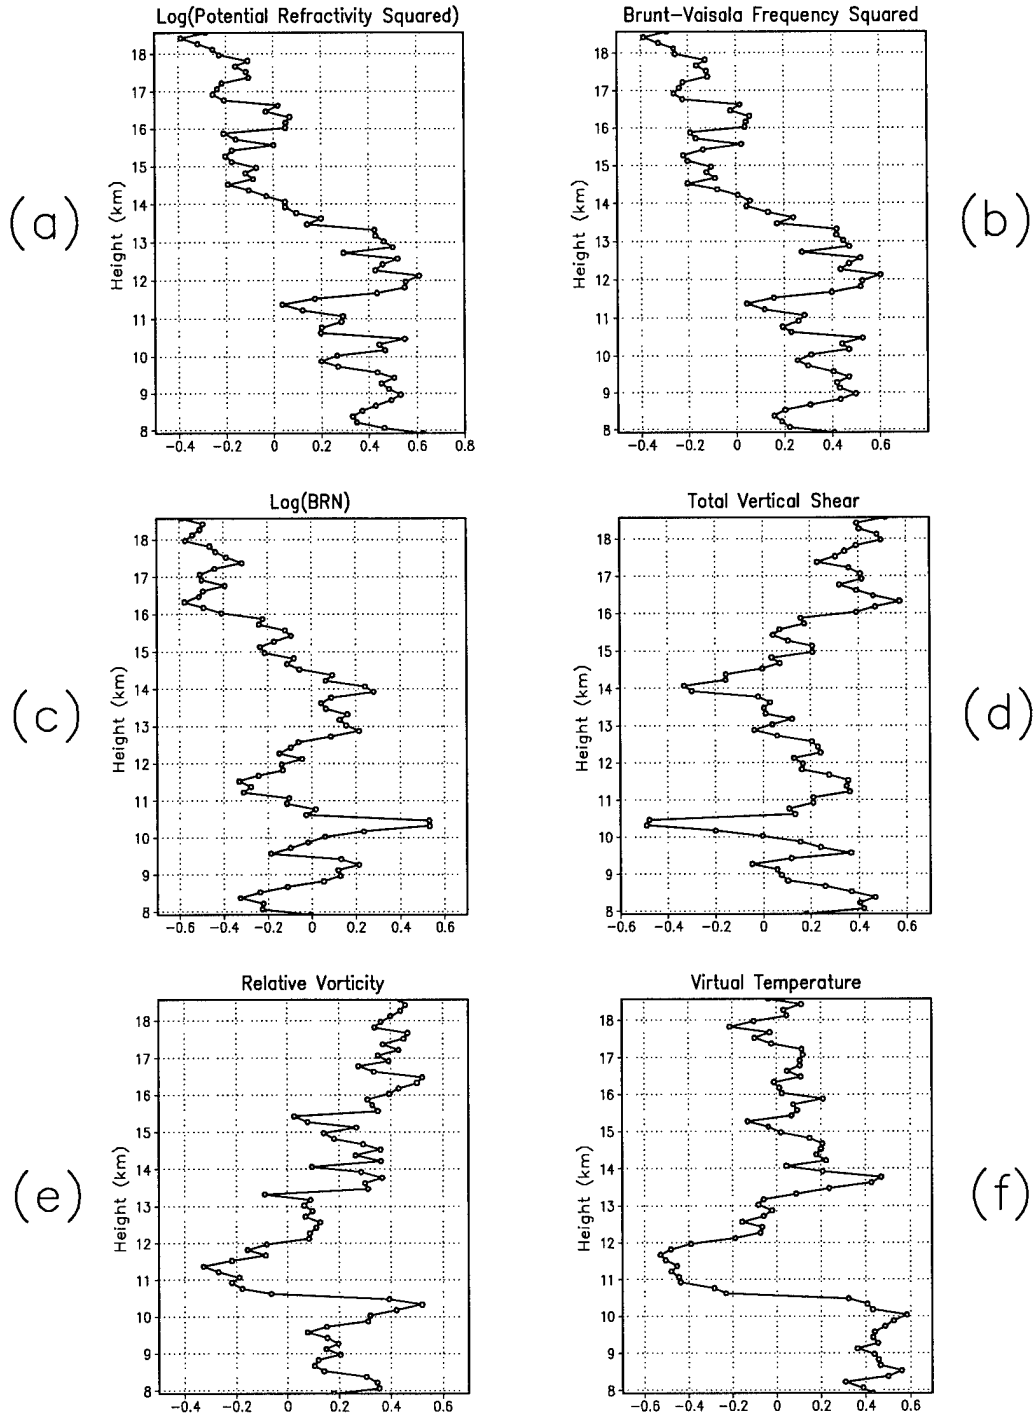 Log(Potential Refractivity Squared)
Brunt-Vaisala Frequency Squared
18
17
16
15
14
13
12
11
10
9
8
Height (km)
(a)
-0.4 -0.2 0 0.2 0.4 0.6 0.8
18
17
16
15
14
13
12
11
10
9
8
Height (km)
(b)
-0.4 -0.2 0 0.2 0.4 0.6
Log(BRN)
Total Vertical Shear
18
17
16
15
14
13
12
11
10
9
8
Height (km)
(c)
-0.6 -0.4 -0.2 0 0.2 0.4 0.6
18
17
16
15
14
13
12
11
10
9
8
Height (km)
(d)
-0.6 -0.4 -0.2 0 0.2 0.4 0.6
Relative Vorticity
Virtual Temperature
18
17
16
15
14
13
12
11
10
9
8
Height (km)
(e)
-0.4 -0.2 0 0.2 0.4 0.6
18
17
16
15
14
13
12
11
10
9
8
Height (km)
(f)
-0.6 -0.4 -0.2 0 0.2 0.4 0.6